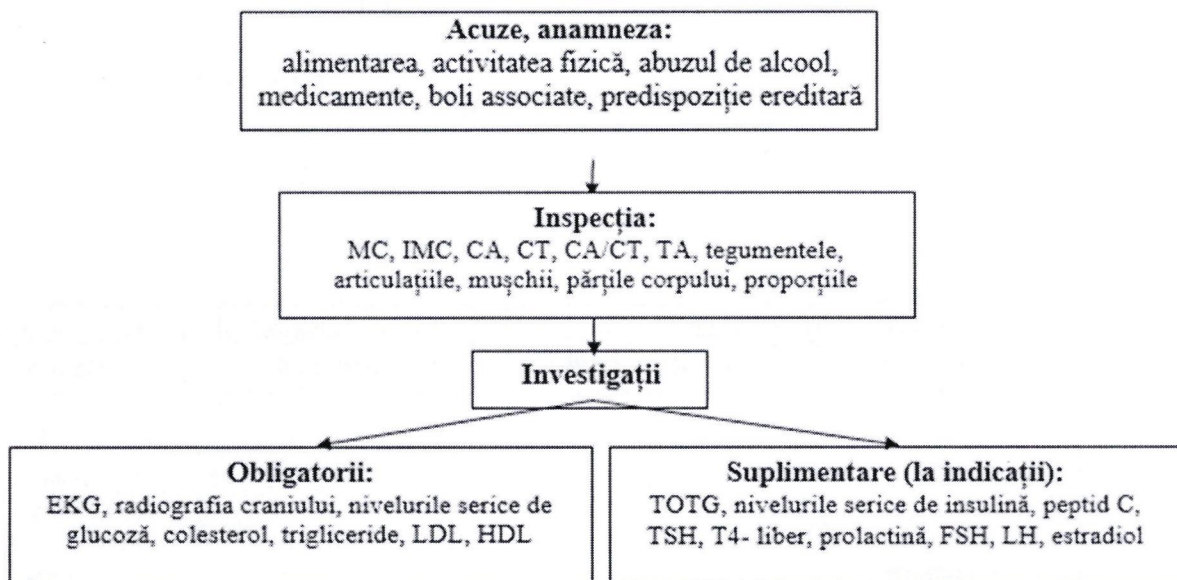 Acuze, anamneza:
alimentarea, activitatea fizică, abuzul de alcool,
medicamente, boli associate, predispoziție ereditară
Inspecția:
MC, IMC, CA, CT, CA/CT, TA, tegumentele,
articulațiile, mușchii, părțile corpului, proporțiile
Investigații
Obligatorii:
EKG, radiografia craniului, nivelurile serice de
glucoză, colesterol, trigliceride, LDL, HDL
Suplimentare (la indicații):
TOTG, nivelurile serice de insulină, peptid C,
TSH, T4- liber, prolactină, FSH, LH, estradiol